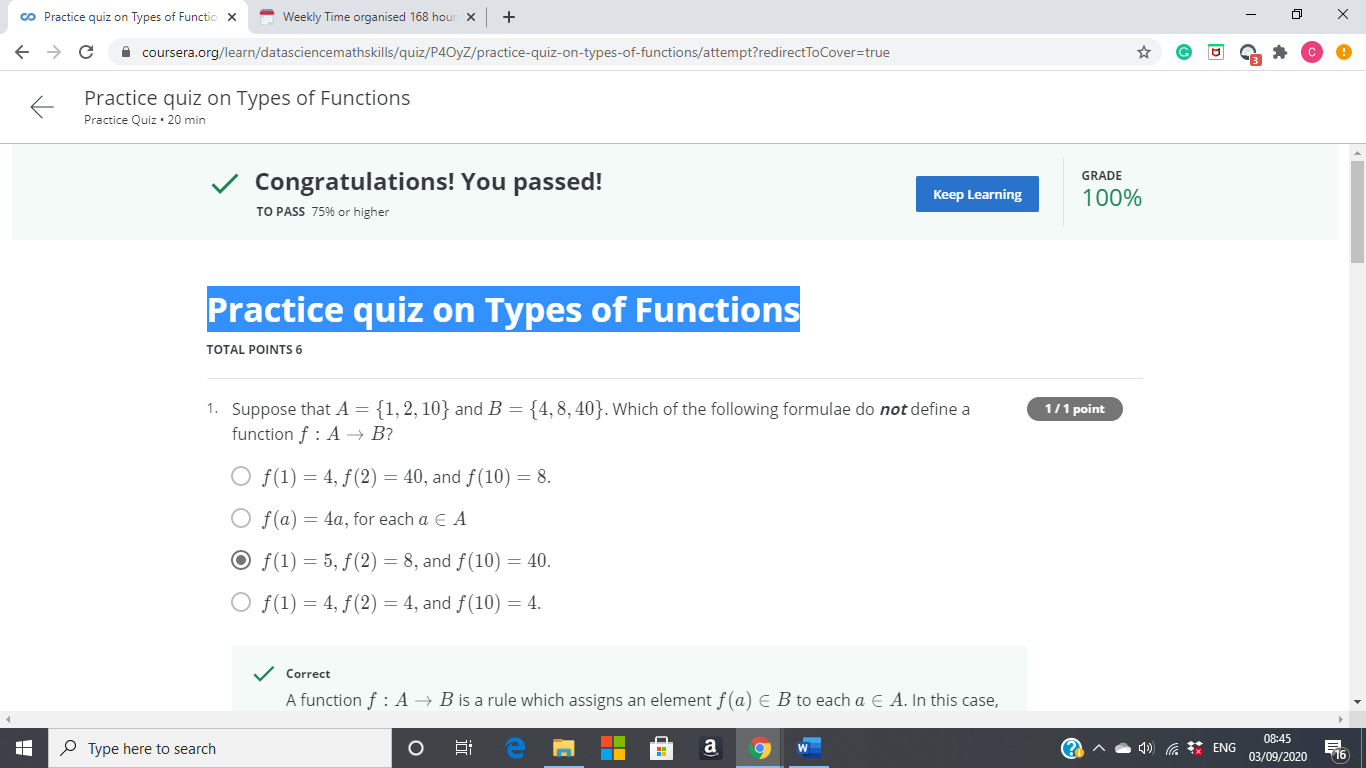 Practice quiz on Types of Functio
Weekly Time organised 168 hour
coursera.org/learn/datasciencemathskills/quiz/P4OyZ/practice-quiz-on-types-of-functions/attempt?redirectToCover=true
3
C
Practice quiz on Types of Functions
Practice Quiz • 20 min
Congratulations! You passed!
TO PASS 75% or higher
Keep Learning
GRADE
100%
Practice quiz on Types of Functions
TOTAL POINTS 6
1. Suppose that A = {1, 2, 10} and B = {4, 8, 40}. Which of the following formulae do not define a
function f : A → B?
1 / 1 point
f(1) = 4, f(2) = 40, and f(10) = 8.
f(a) = 4a, for each a ∈ A
f(1) = 5, f(2) = 8, and f(10) = 40.
f(1) = 4, f(2) = 4, and f(10) = 4.
Correct
A function f : A → B is a rule which assigns an element f(a) ∈ B to each a ∈ A. In this case,
Type here to search
ENG
08:45
03/09/2020
16